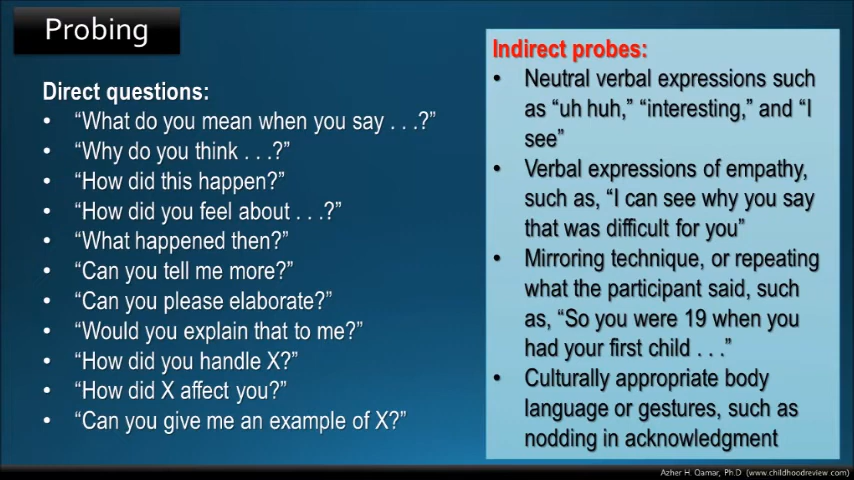 Probing
Direct questions:
• “What do you mean when you say . . .?”
• “Why do you think . . .?”
• “How did this happen?”
• “How did you feel about . . .?”
• “What happened then?”
• “Can you tell me more?”
• “Can you please elaborate?”
• “Would you explain that to me?”
• “How did you handle X?”
• “How did X affect you?”
• “Can you give me an example of X?”
Indirect probes:
• Neutral verbal expressions such
as “uh huh,” “interesting,” and “I
see”
• Verbal expressions of empathy,
such as, “I can see why you say
that was difficult for you”
• Mirroring technique, or repeating
what the participant said, such
as, “So you were 19 when you
had your first child . . .”
• Culturally appropriate body
language or gestures, such as
nodding in acknowledgment
Azher H. Qamar, Ph.D (www.childhoodreview.com)